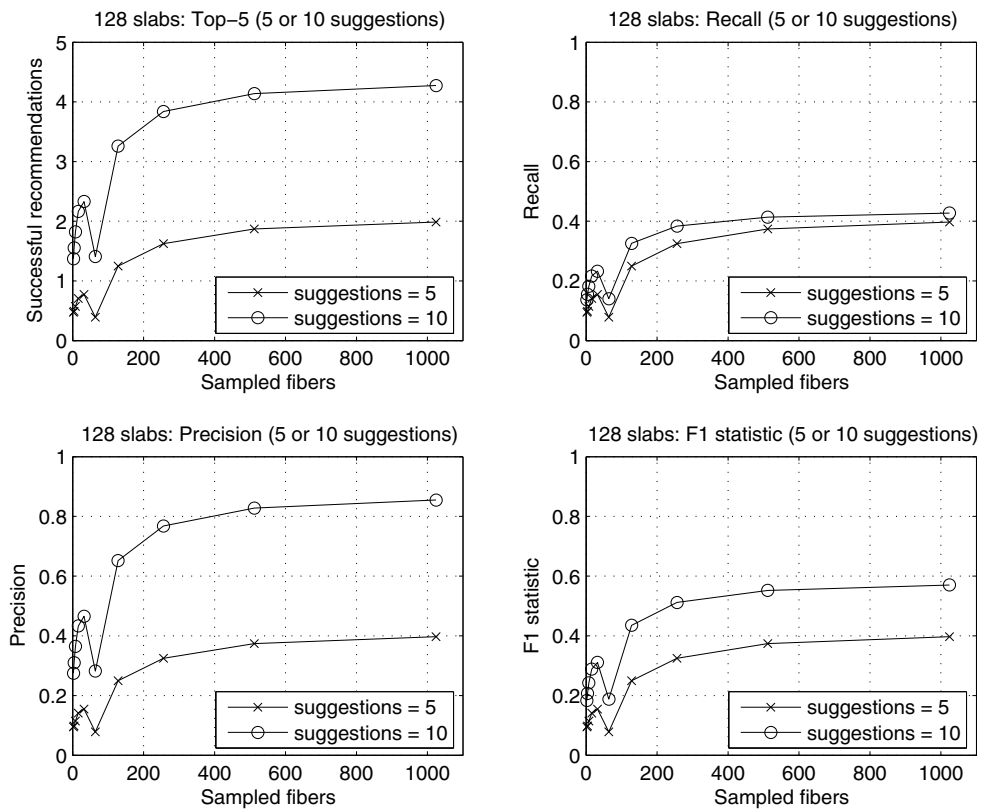 128 slabs: Top−5 (5 or 10 suggestions)
5
4
3
2
1
0
Successful recommendations
suggestions = 5
suggestions = 10
0 200 400 600 800 1000
Sampled fibers
128 slabs: Recall (5 or 10 suggestions)
1
0.8
0.6
0.4
0.2
0
Recall
suggestions = 5
suggestions = 10
0 200 400 600 800 1000
Sampled fibers
128 slabs: Precision (5 or 10 suggestions)
1
0.8
0.6
0.4
0.2
0
Precision
suggestions = 5
suggestions = 10
0 200 400 600 800 1000
Sampled fibers
128 slabs: F1 statistic (5 or 10 suggestions)
1
0.8
0.6
0.4
0.2
0
F1 statistic
suggestions = 5
suggestions = 10
0 200 400 600 800 1000
Sampled fibers